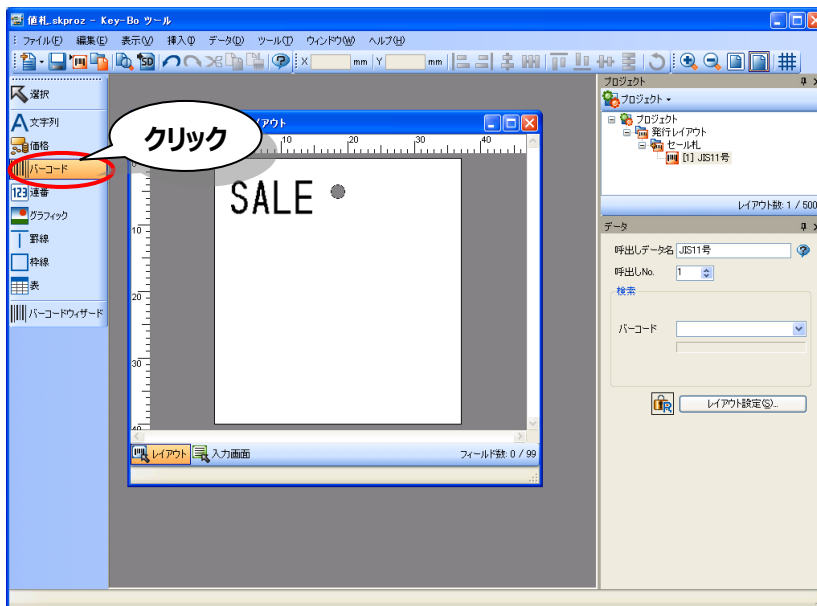 値札.skproz - Key-Bo ツール
ファイル(F) 編集(E) 表示(V) 挿入(I) データ(D) ツール(T) ウィンドウ(W) ヘルプ(H)
X mm Y mm
選択
文字列
価格
バーコード
123 連番
グラフィック
罫線
枠線
表
バーコードウィザード
クリック
イアウト
10 20 30 40
0
10
20
30
40
SALE
レイアウト 入力画面 フィールド数: 0 / 99
プロジェクト
プロジェクト
プロジェクト
発行レイアウト
セール札
[1] JIS11号
レイアウト数: 1 / 500
データ
呼出しデータ名 JIS11号
呼出しNo. 1
検索
バーコード
レイアウト設定(S)...